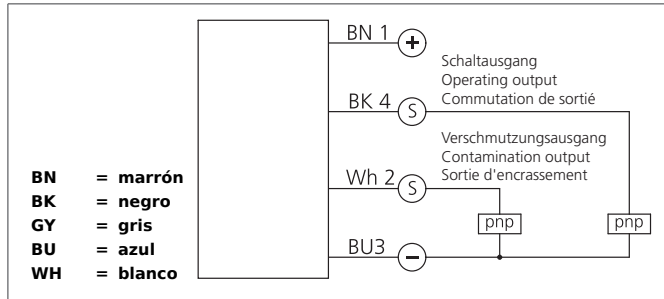 BN 1
+
Schaltausgang
Operating output
Commutation de sortié
BK 4
S
Verschmutzungsausgang
Contamination output
Sortie d'encrassement
Wh 2
S
pnp
pnp
BU3
−
BN = marrón
BK = negro
GY = gris
BU = azul
WH = blanco